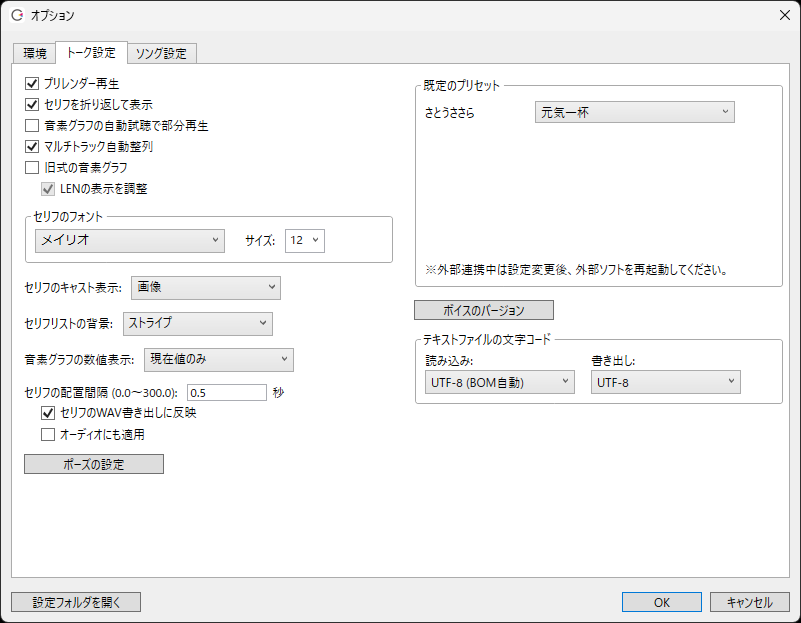 オプション
環境
トーク設定
ソング設定
プリレンダー再生
セリフを折り返して表示
音素グラフの自動試聴で部分再生
マルチトラック自動整列
旧式の音素グラフ
LENの表示を調整
セリフのフォント
メイリオ
サイズ:
12
セリフのキャスト表示:
画像
セリフリストの背景:
ストライプ
音素グラフの数値表示:
現在値のみ
セリフの配置間隔 (0.0～300.0):
0.5
秒
セリフのWAV書き出しに反映
オーディオにも適用
ポーズの設定
既定のプリセット
さとうささら
元気一杯
※外部連携中は設定変更後、外部ソフトを再起動してください。
ボイスのバージョン
テキストファイルの文字コード
読み込み:
書き出し:
UTF-8 (BOM自動)
UTF-8
設定フォルダを開く
OK
キャンセル